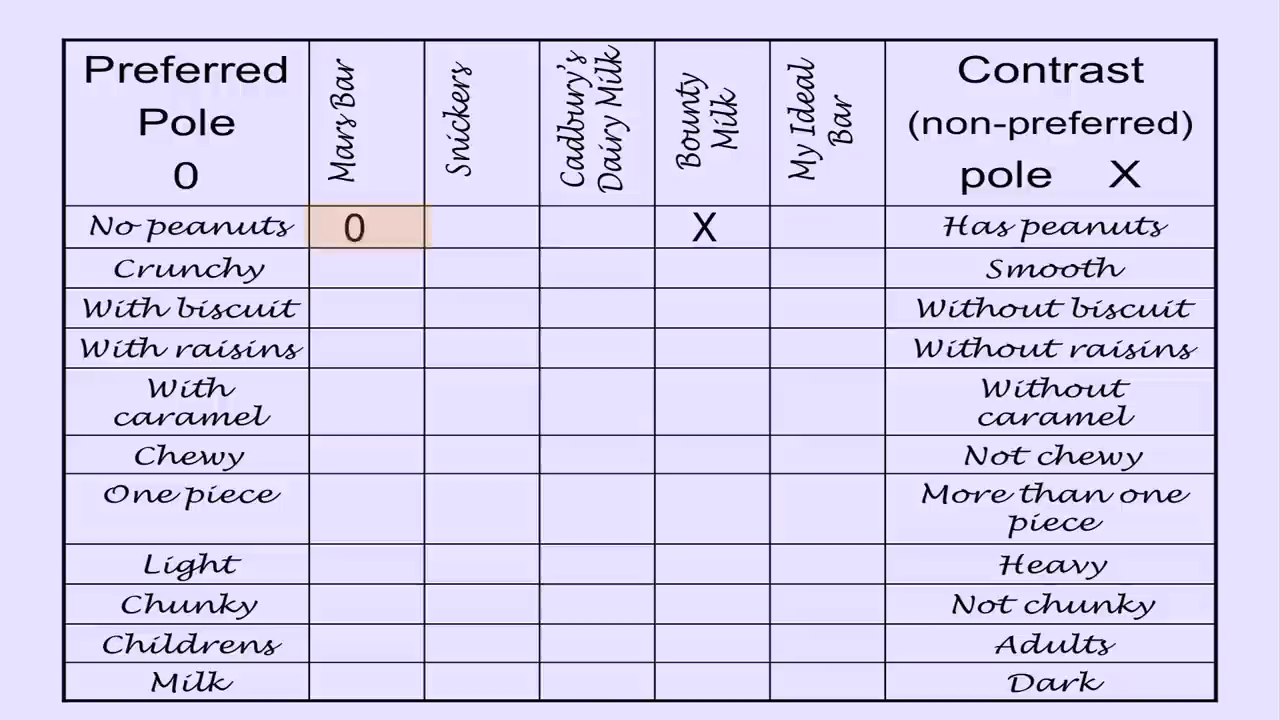 Preferred
Pole
0
Mars Bar
Snickers
Cadbury's
Dairy Milk
Bounty
Milk
My Ideal
Bar
Contrast
(non-preferred)
pole X
No peanuts 0 X Has peanuts
Crunchy Smooth
With biscuit Without biscuit
With raisins Without raisins
With Without
caramel caramel
Chewy Not chewy
One piece More than one
piece
Light Heavy
Chunky Not chunky
Childrens Adults
Milk Dark